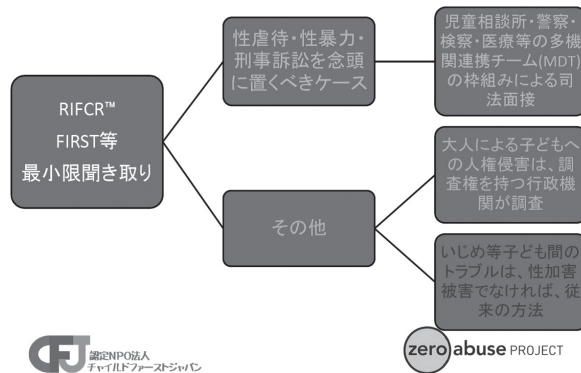 RIFCR™
FIRST等
最小限聞き取り
性虐待・性暴力・
刑事訴訟を念頭
に置くべきケース
児童相談所・警察・
検察・医療等の多機
関連携チーム(MDT)
の枠組みによる司
法面接
その他
大人による子どもへ
の人権侵害は、調
査権を持つ行政機
関が調査
いじめ等子ども間の
トラブルは、性加害
被害でなければ、従
来の方法
CFJ
認定NPO法人
チャイルドファーストジャパン
zero abuse PROJECT